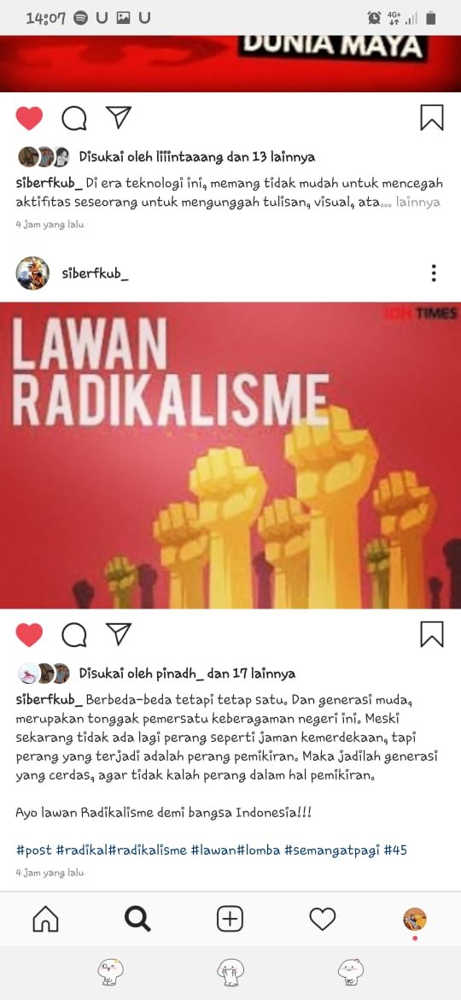 14:07 U U 4G+
DUNIA MAYA
Disukai oleh liiintaaang dan 13 lainnya
siberfkub_ Di era teknologi ini, memang tidak mudah untuk mencegah
aktifitas seseorang untuk mengunggah tulisan, visual, ata... lainnya
4 jam yang lalu
siberfkub_
IDN TIMES
LAWAN
RADIKALISME
Disukai oleh pinadh_ dan 17 lainnya
siberfkub_ Berbeda-beda tetapi tetap satu. Dan generasi muda,
merupakan tonggak pemersatu keberagaman negeri ini. Meski
sekarang tidak ada lagi perang seperti jaman kemerdekaan, tapi
perang yang terjadi adalah perang pemikiran. Maka jadilah generasi
yang cerdas, agar tidak kalah perang dalam hal pemikiran.
Ayo lawan Radikalisme demi bangsa Indonesia!!!
#post #radikal#radikalisme #lawan#lomba #semangatpagi #45
4 jam yang lalu